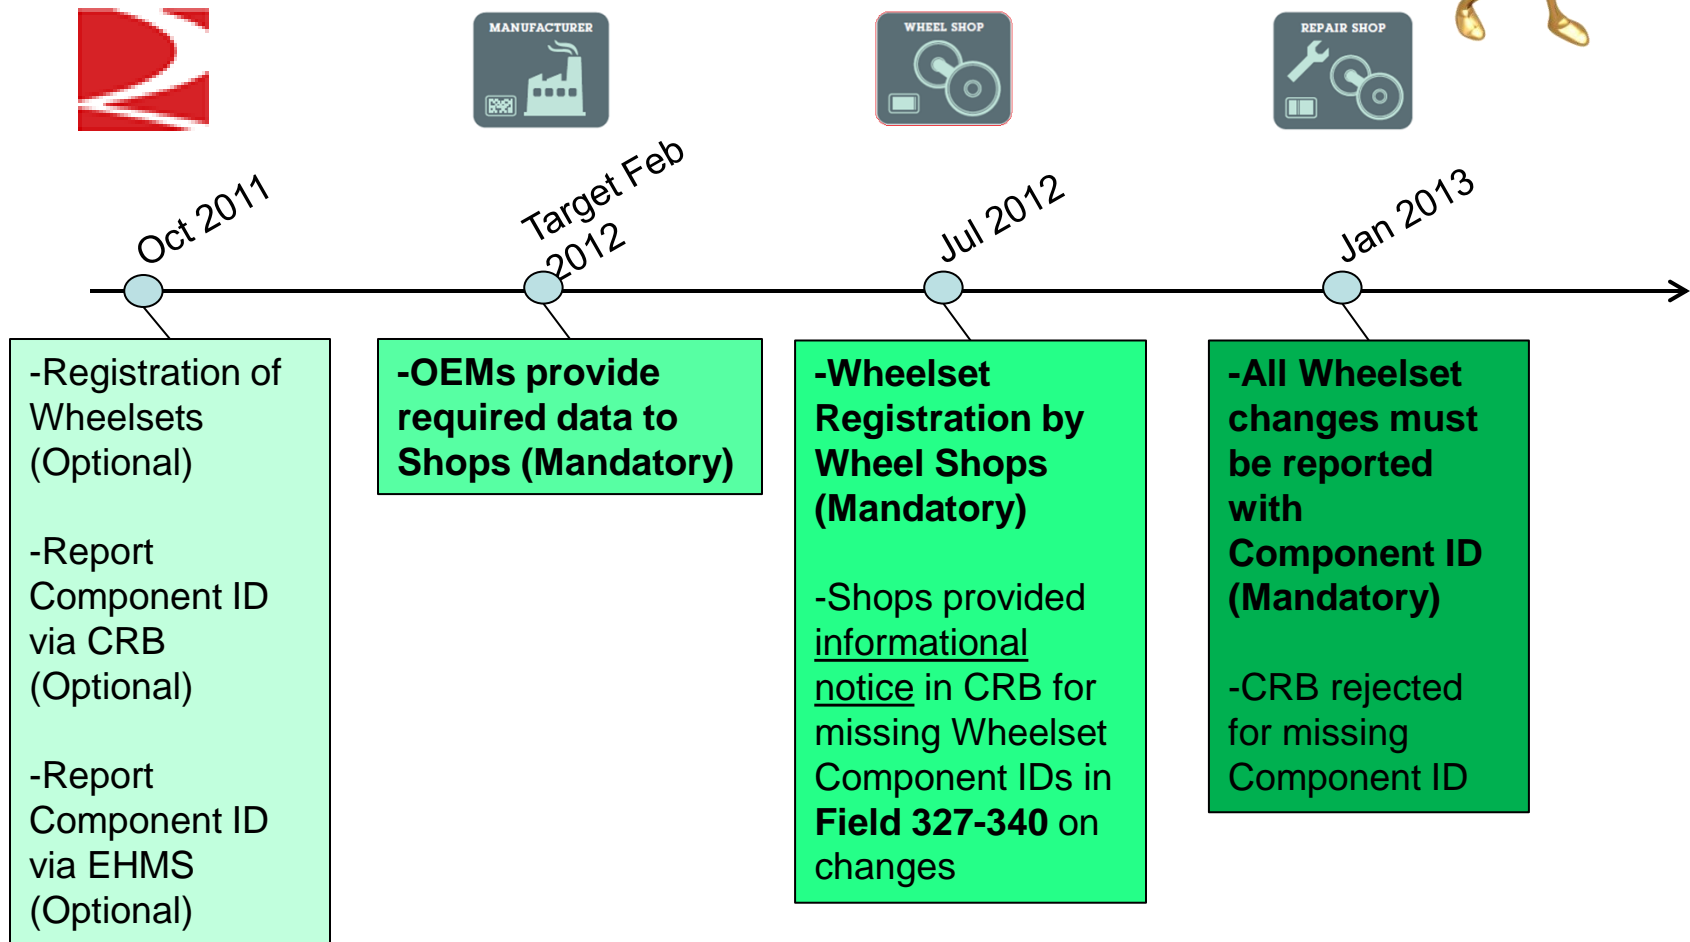 MANUFACTURER
WHEEL SHOP
REPAIR SHOP
Oct 2011
Target Feb
2012
Jul 2012
Jan 2013
-Registration of
Wheelsets
(Optional)
-Report
Component ID
via CRB
(Optional)
-Report
Component ID
via EHMS
(Optional)
-OEMs provide
required data to
Shops (Mandatory)
-Wheelset
Registration by
Wheel Shops
(Mandatory)
-Shops provided
informational
notice in CRB for
missing Wheelset
Component IDs in
Field 327-340 on
changes
-All Wheelset
changes must
be reported
with
Component ID
(Mandatory)
-CRB rejected
for missing
Component ID